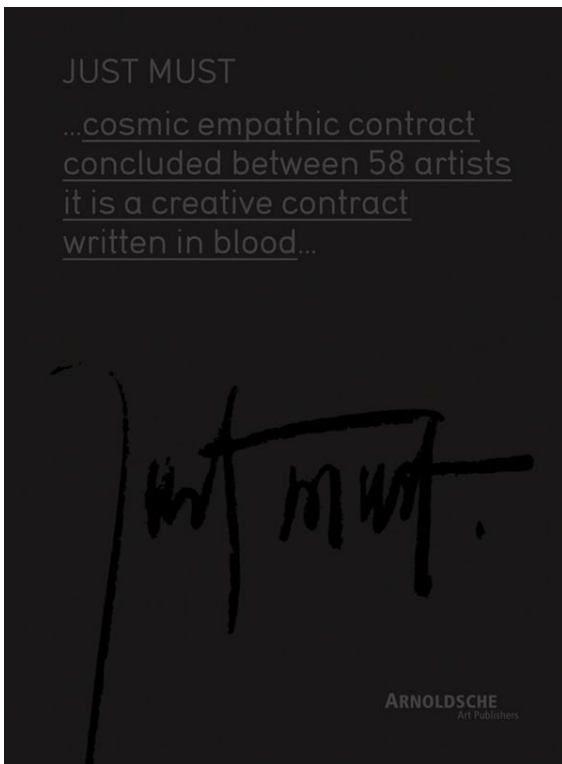 JUST MUST
...cosmic empathic contract
concluded between 58 artists
it is a creative contract
written in blood...
Just must.
ARNOLDSCHE
Art Publishers